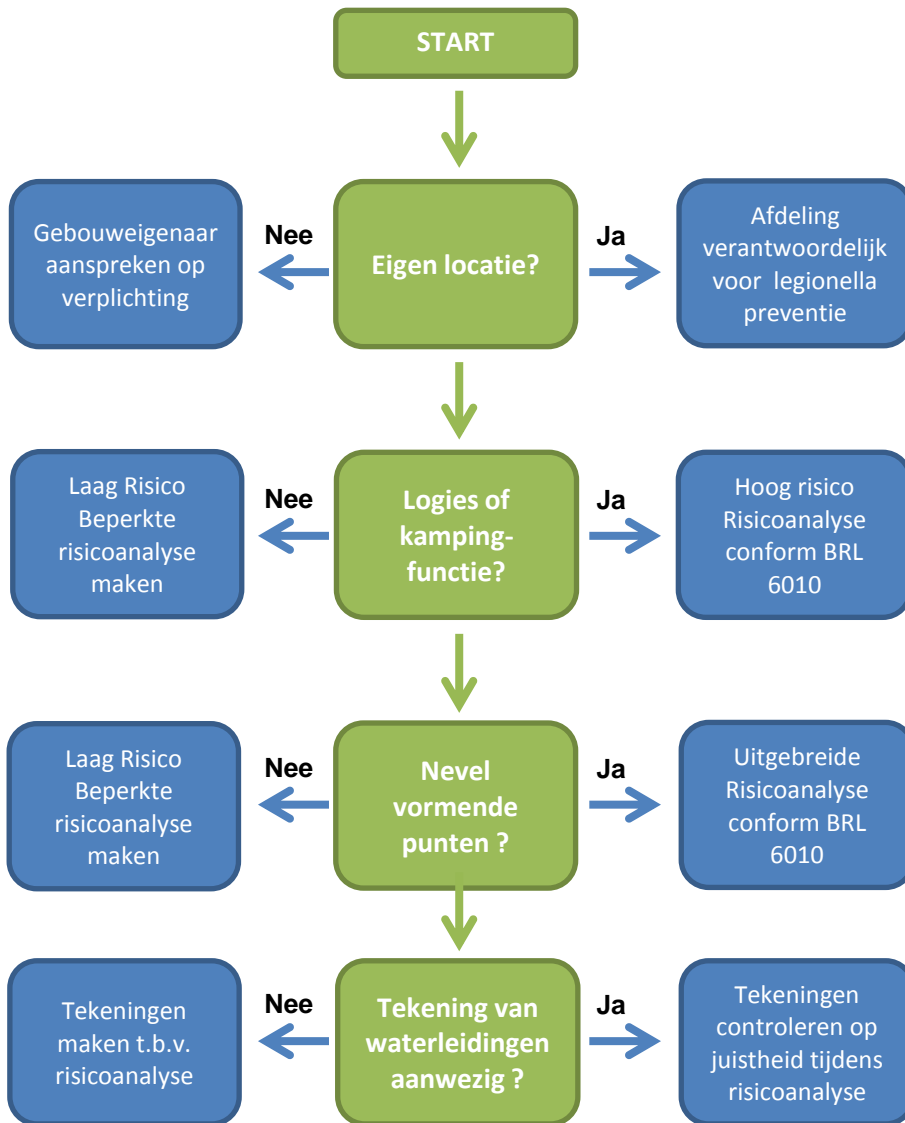 START
Gebouweigenaar
aanspreken op
verplichting
Nee
Eigen locatie?
Ja
Afdeling
verantwoordelijk
voor legionella
preventie
Laag Risico
Beperkte
risicoanalyse
maken
Nee
Logies of
kamping-
functie?
Ja
Hoog risico
Risicoanalyse
conform BRL
6010
Laag Risico
Beperkte
risicoanalyse
maken
Nee
Nevel
vormende
punten ?
Ja
Uitgebreide
Risicoanalyse
conform BRL
6010
Tekeningen
maken t.b.v.
risicoanalyse
Nee
Tekening van
waterleidingen
aanwezig ?
Ja
Tekeningen
controleren op
juistheid tijdens
risicoanalyse